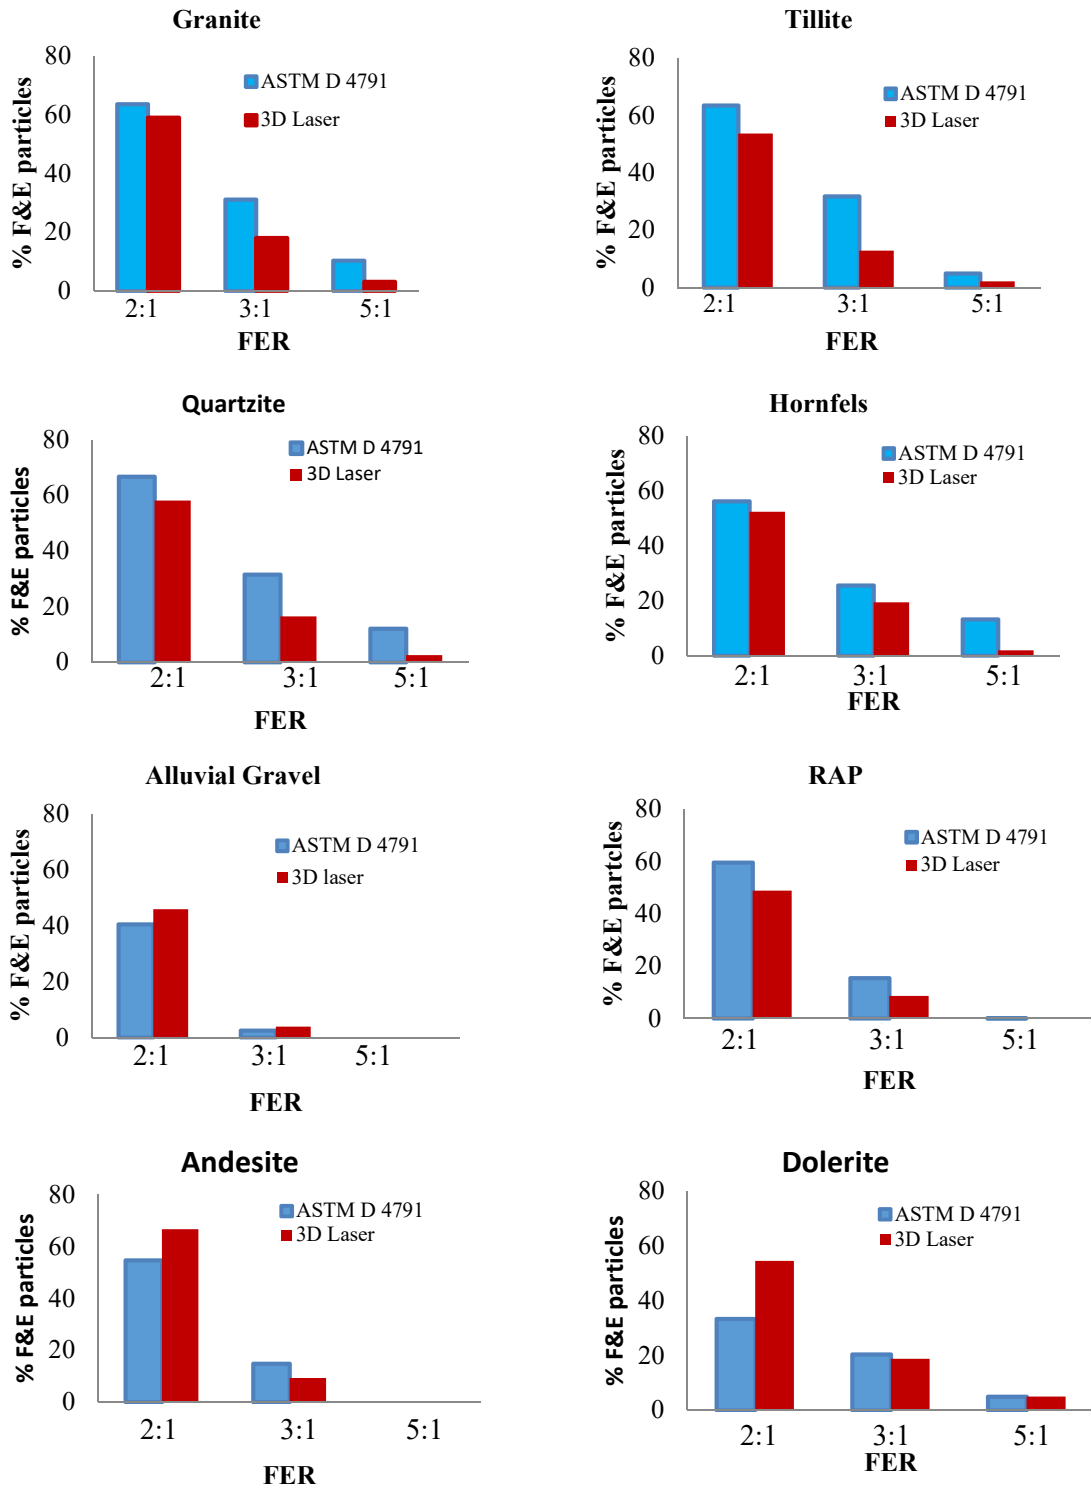 Granite
80
60
40
20
0
% F&E particles
ASTM D 4791
3D Laser
2:1 3:1 5:1
FER
Tillite
80
60
40
20
0
% F&E particles
ASTM D 4791
3D Laser
2:1 3:1 5:1
FER
Quartzite
80
60
40
20
0
% F&E particles
ASTM D 4791
3D Laser
2:1 3:1 5:1
FER
Hornfels
80
60
40
20
0
% F&E particles
ASTM D 4791
3D Laser
2:1 3:1 5:1
FER
Alluvial Gravel
80
60
40
20
0
% F&E particles
ASTM D 4791
3D laser
2:1 3:1 5:1
FER
RAP
80
60
40
20
0
% F&E partcles
ASTM D 4791
3D Laser
2:1 3:1 5:1
FER
Andesite
80
60
40
20
0
% F&E particles
ASTM D 4791
3D Laser
2:1 3:1 5:1
FER
Dolerite
80
60
40
20
0
% F&E particles
ASTM D 4791
3D Laser
2:1 3:1 5:1
FER